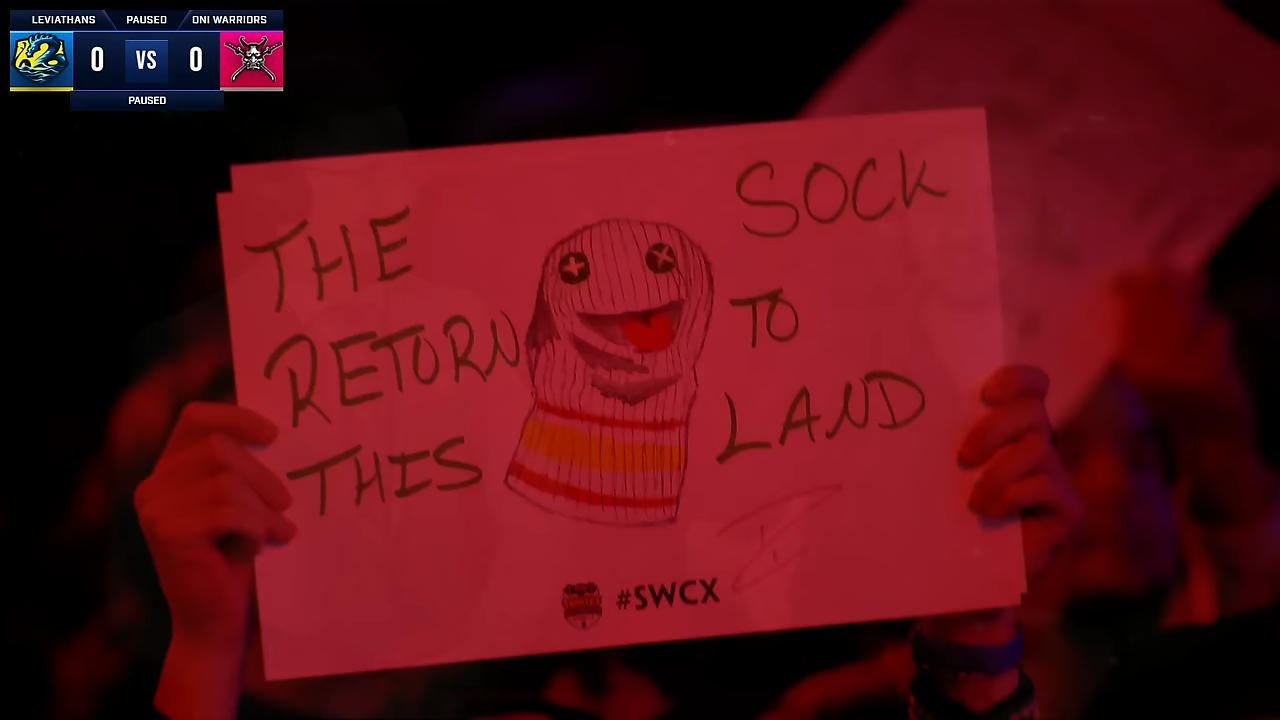 LEVIATHANS PAUSED ONI WARRIORS
0 VS 0
PAUSED
THE SOCK
RETURN TO
THIS LAND
#SWCX